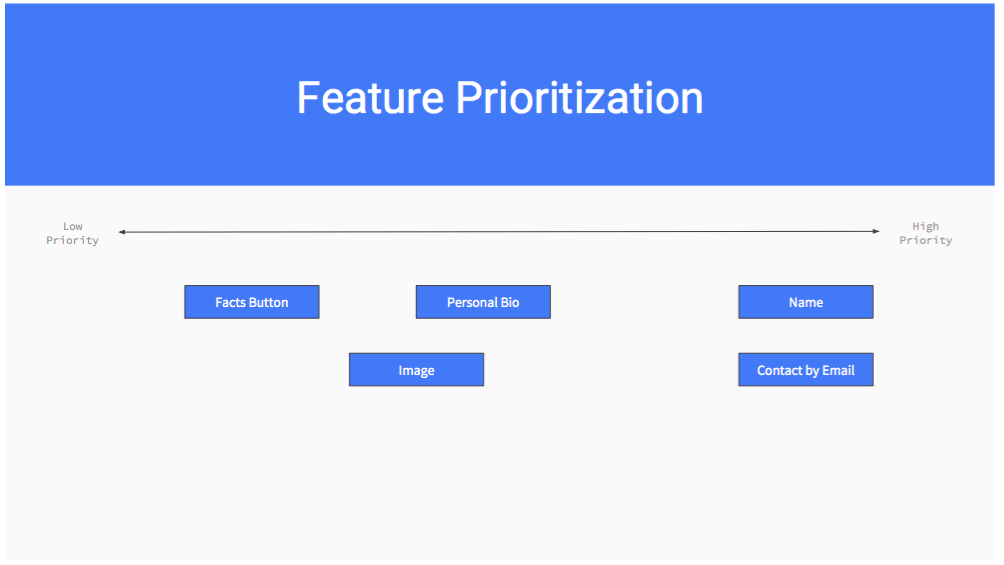 Feature Prioritization
Low
Priority
High
Priority
Facts Button
Personal Bio
Name
Image
Contact by Email